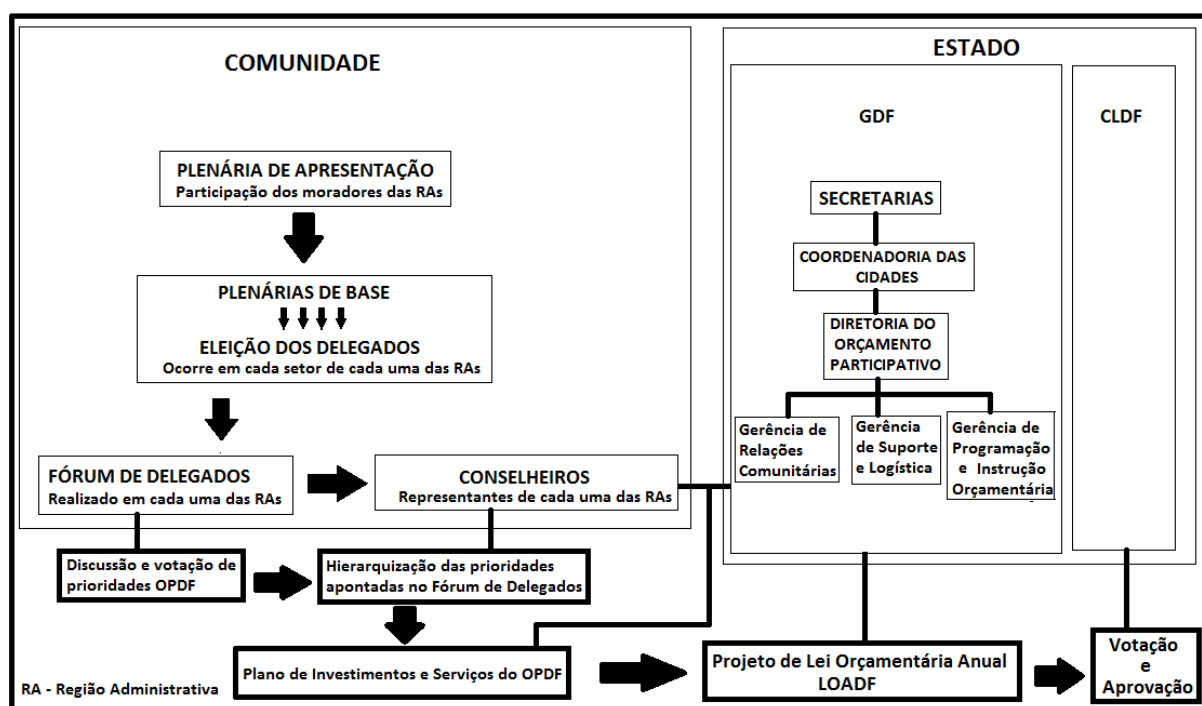 COMUNIDADE
PLENÁRIA DE APRESENTAÇÃO
Participação dos moradores das RAs
PLENÁRIAS DE BASE
ELEIÇÃO DOS DELEGADOS
Ocorre em cada setor de cada uma das RAs
FÓRUM DE DELEGADOS
Realizado em cada uma das RAs
CONSELHEIROS
Representantes de cada uma das RAs
Discussão e votação de
prioridades OPDF
Hierarquização das prioridades
apontadas no Fórum de Delegados
Plano de Investimentos e Serviços do OPDF
RA - Região Administrativa
ESTADO
GDF
SECRETARIAS
COORDENADORIA DAS
CIDADES
DIRETORIA DO
ORÇAMENTO
PARTICIPATIVO
Gerência de
Relações
Comunitárias
Gerência
de Suporte
e Logística
Gerência de
Programação
e Instrução
Orçamentária
CLDF
Projeto de Lei Orçamentária Anual
LOADF
Votação
e
Aprovação